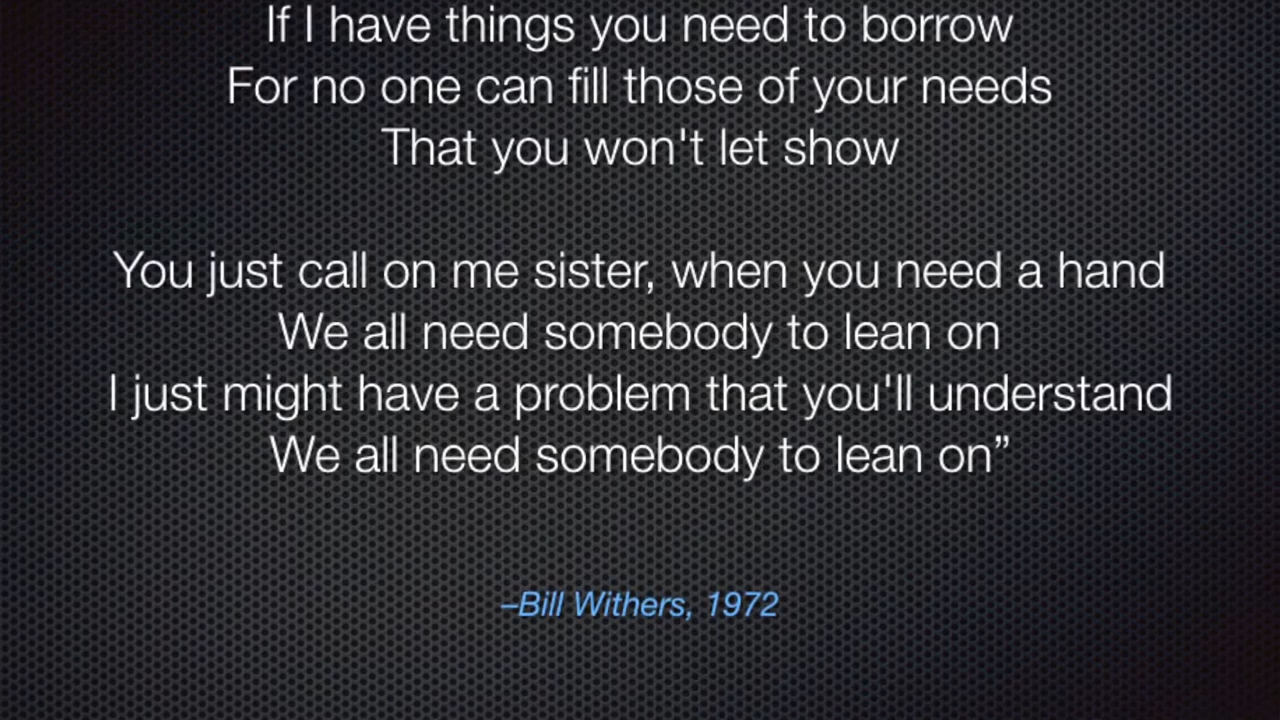 If I have things you need to borrow
For no one can fill those of your needs
That you won't let show
You just call on me sister, when you need a hand
We all need somebody to lean on
I just might have a problem that you'll understand
We all need somebody to lean on”
–Bill Withers, 1972